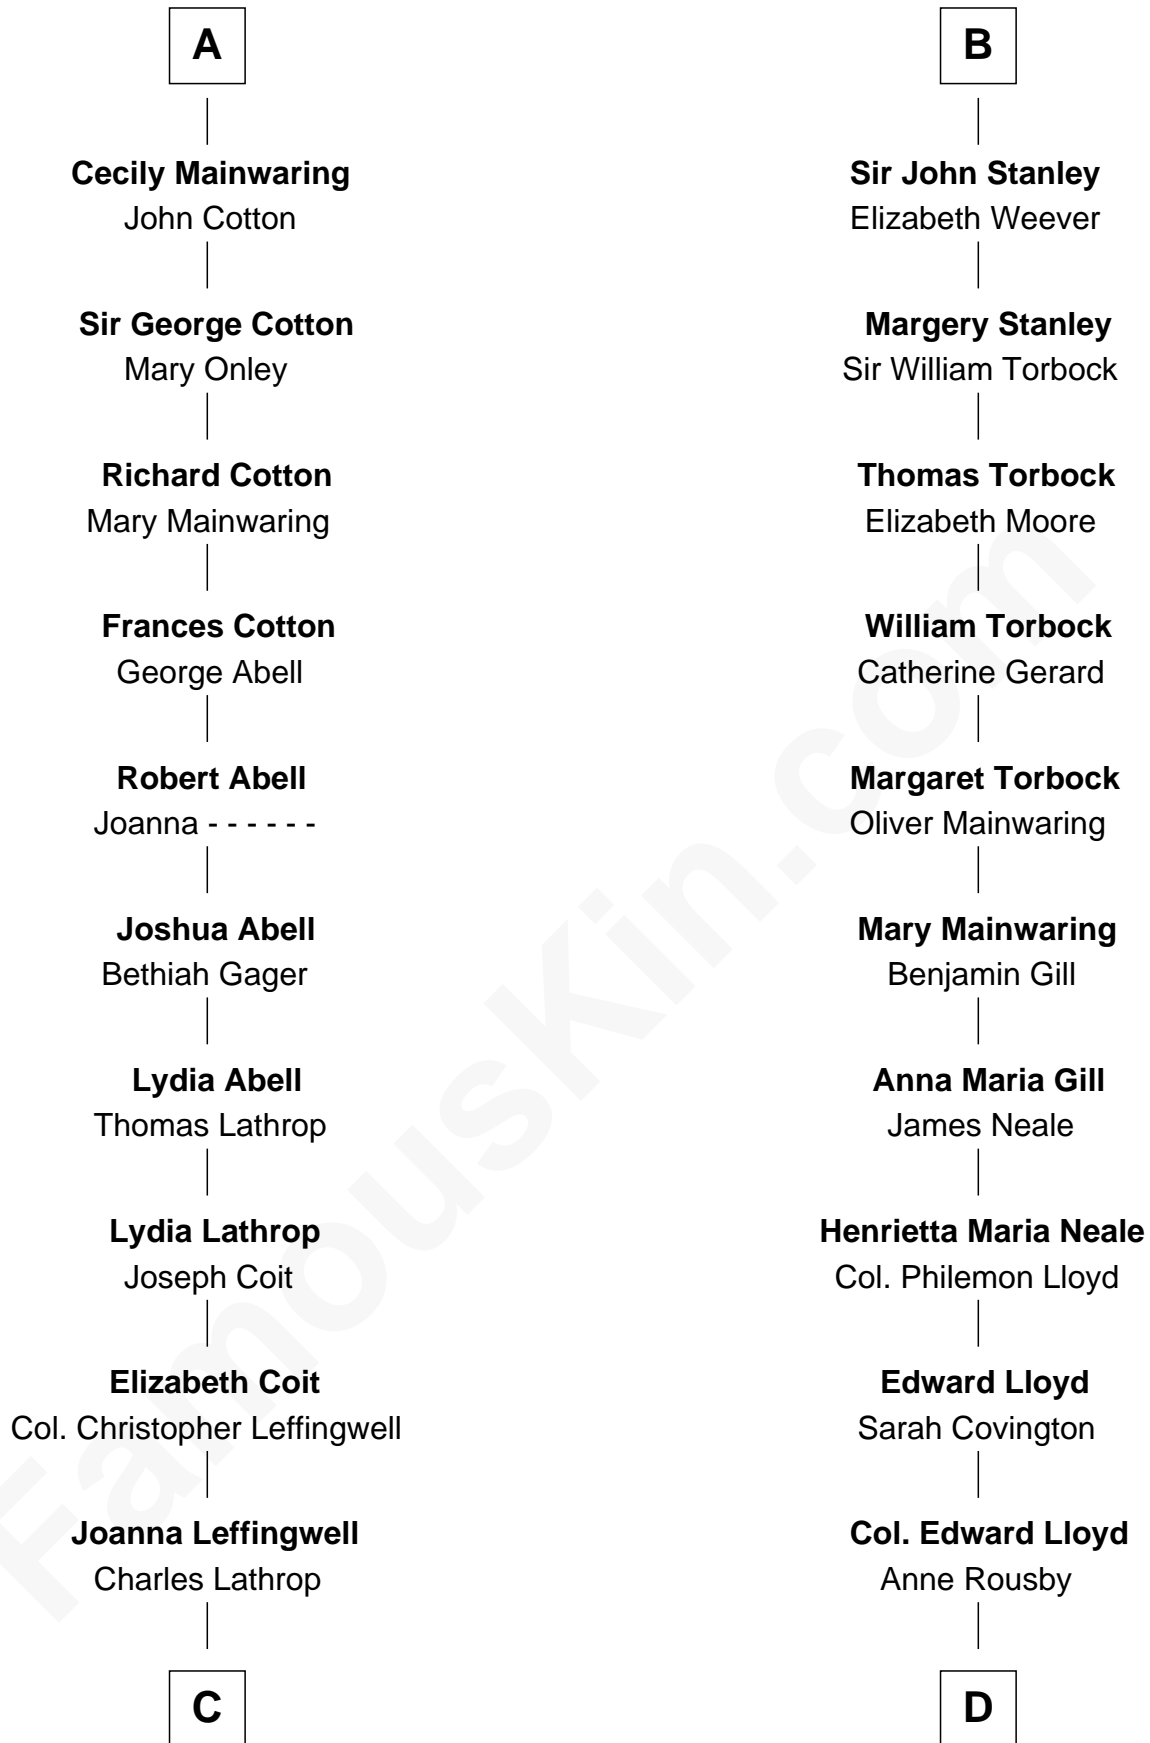 A
Cecily Mainwaring
John Cotton
Sir George Cotton
Mary Onley
Richard Cotton
Mary Mainwaring
Frances Cotton
George Abell
Robert Abell
Joanna - - - - - -
Joshua Abell
Bethiah Gager
Lydia Abell
Thomas Lathrop
Lydia Lathrop
Joseph Coit
Elizabeth Coit
Col. Christopher Leffingwell
Joanna Leffingwell
Charles Lathrop
C
B
Sir John Stanley
Elizabeth Weever
Margery Stanley
Sir William Torbock
Thomas Torbock
Elizabeth Moore
William Torbock
Catherine Gerard
Margaret Torbock
Oliver Mainwaring
Mary Mainwaring
Benjamin Gill
Anna Maria Gill
James Neale
Henrietta Maria Neale
Col. Philemon Lloyd
Edward Lloyd
Sarah Covington
Col. Edward Lloyd
Anne Rousby
D
FamousKin.com